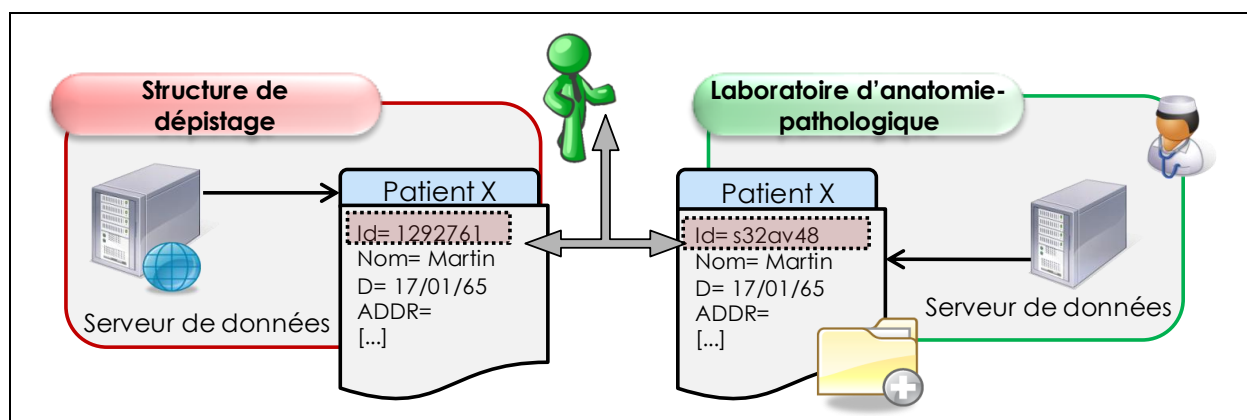 Structure de
dépistage
Patient X
Id= 1292761
Nom= Martin
D= 17/01/65
ADDR=
[...]
Serveur de données
Laboratoire d'anatomie-
pathologique
Patient X
Id= s32av48
Nom= Martin
D= 17/01/65
ADDR=
[...]
Serveur de données